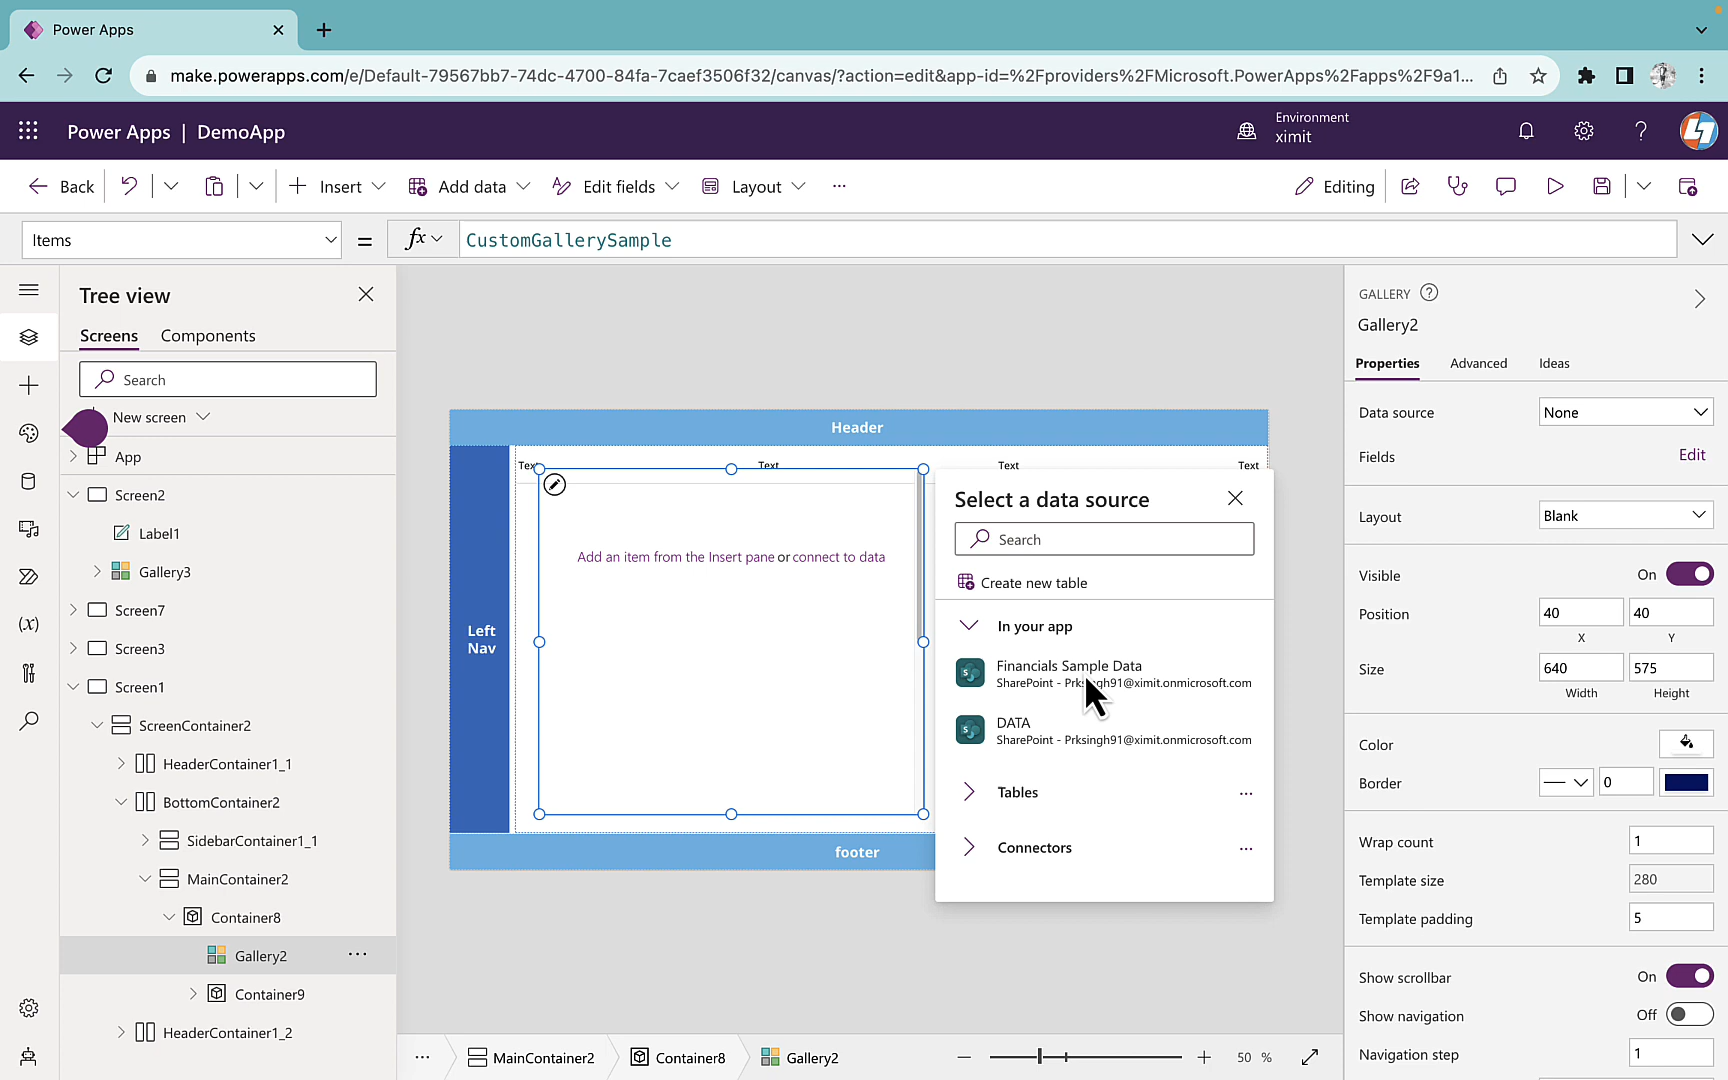 Power Apps
make.powerapps.com/e/Default-79567bb7-74dc-4700-84fa-7caef3506f32/canvas/?action=edit&app-id=%2Fproviders%2FMicrosoft.PowerApps%2Fapps%2F9a1...
Power Apps | DemoApp
Environment
ximit
Back
Insert
Add data
Edit fields
Layout
...
Editing
Items
=
fx
CustomGallerySample
Tree view
Screens
Components
Search
New screen
App
Screen2
Label1
Gallery3
Screen7
Screen3
Screen1
ScreenContainer2
HeaderContainer1_1
BottomContainer2
SidebarContainer1_1
MainContainer2
Container8
Gallery2
...
Container9
HeaderContainer1_2
Header
Text
Text
Text
Text
Left
Nav
Add an item from the Insert pane or connect to data
footer
Select a data source
Search
Create new table
In your app
Financials Sample Data
SharePoint - Prksingh91@ximit.onmicrosoft.com
DATA
SharePoint - Prksingh91@ximit.onmicrosoft.com
Tables
...
Connectors
...
... MainContainer2
Container8
Gallery2
50 %
GALLERY
Gallery2
Properties
Advanced
Ideas
Data source
None
Fields
Edit
Layout
Blank
Visible
On
Position
40
40
X
Y
Size
640
575
Width
Height
Color
Border
0
Wrap count
1
Template size
280
Template padding
5
Show scrollbar
On
Show navigation
Off
Navigation step
1